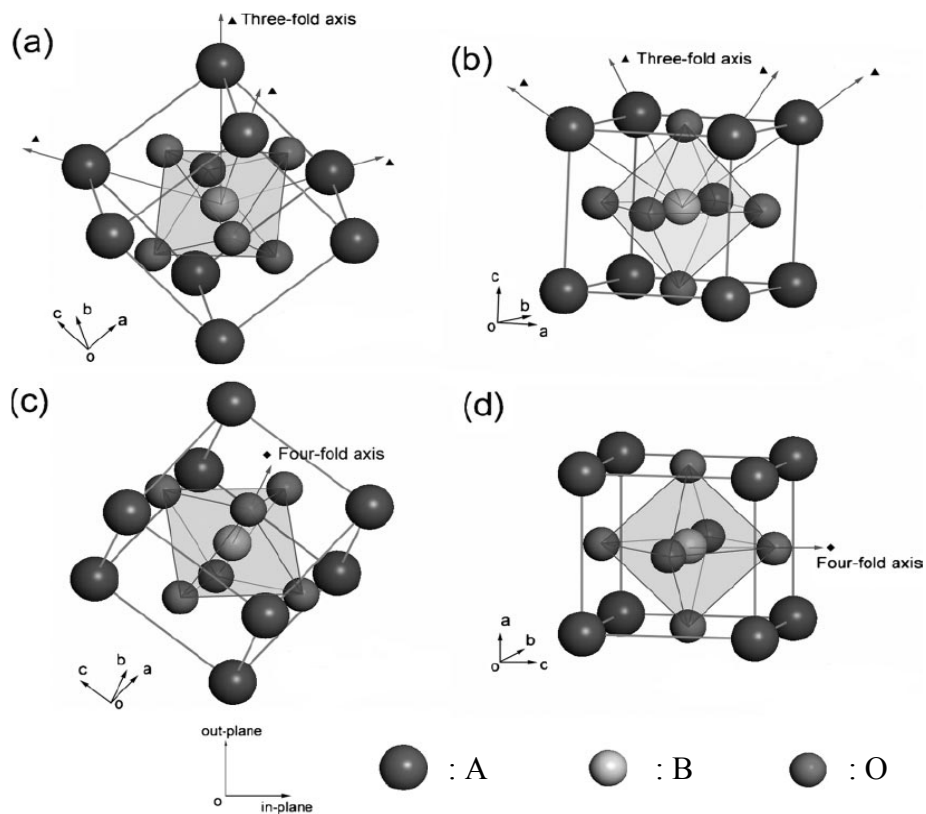 (a)
▲ Three-fold axis
▲
▲
▲
c b a
o
(b)
▲ Three-fold axis
▲
▲
▲
c
b
o
a
(c)
◆ Four-fold axis
c b a
o
(d)
◆
Four-fold axis
a
b
o
c
out-plane
o
in-plane
: A
: B
: O